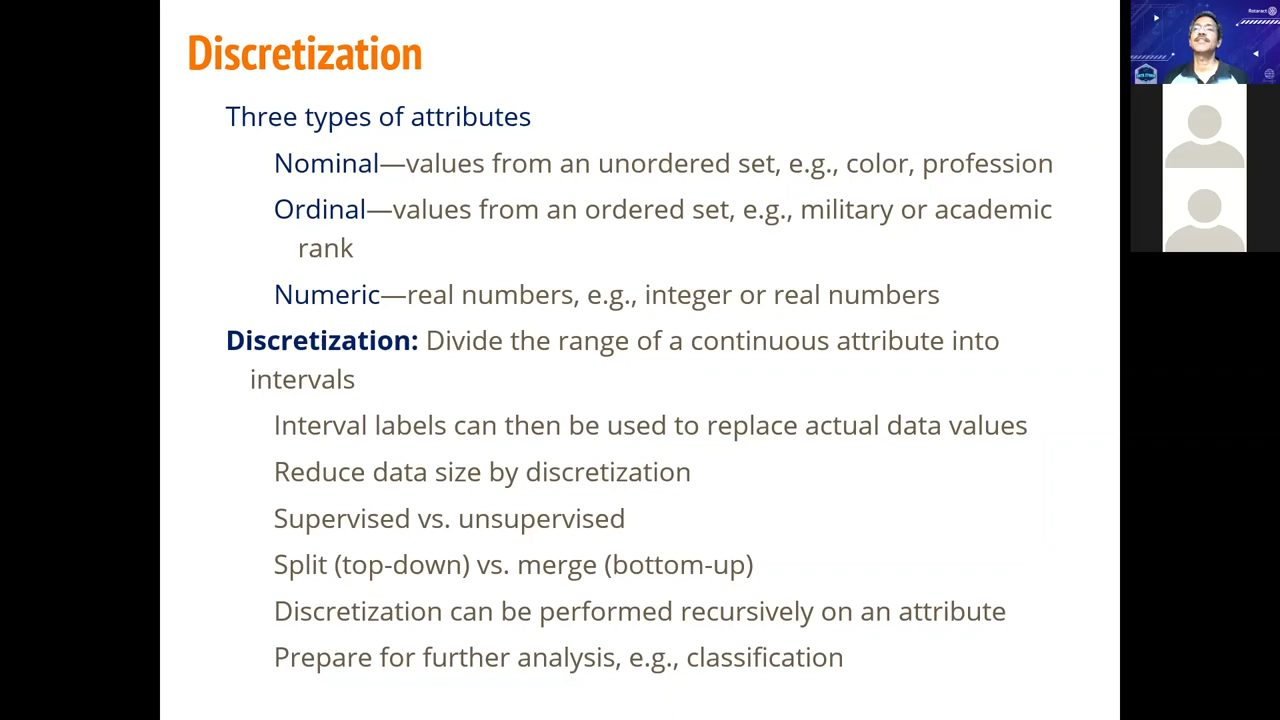 Discretization
Three types of attributes
Nominal—values from an unordered set, e.g., color, profession
Ordinal—values from an ordered set, e.g., military or academic
rank
Numeric—real numbers, e.g., integer or real numbers
Discretization: Divide the range of a continuous attribute into
intervals
Interval labels can then be used to replace actual data values
Reduce data size by discretization
Supervised vs. unsupervised
Split (top-down) vs. merge (bottom-up)
Discretization can be performed recursively on an attribute
Prepare for further analysis, e.g., classification
Rotaract